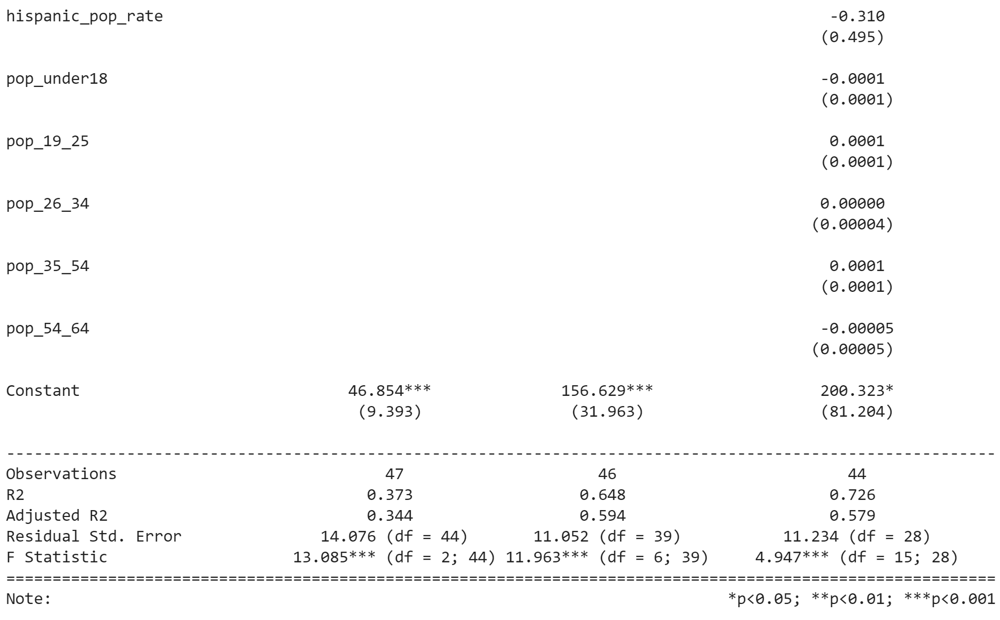 hispanic_pop_rate -0.310
(0.495)
pop_under18 -0.0001
(0.0001)
pop_19_25 0.0001
(0.0001)
pop_26_34 0.00000
(0.00004)
pop_35_54 0.0001
(0.0001)
pop_54_64 -0.00005
(0.00005)
Constant 46.854*** 156.629*** 200.323*
(9.393) (31.963) (81.204)
-----------------------------------------------------------------------------------------------------------
Observations 47 46 44
R2 0.373 0.648 0.726
Adjusted R2 0.344 0.594 0.579
Residual Std. Error 14.076 (df = 44) 11.052 (df = 39) 11.234 (df = 28)
F Statistic 13.085*** (df = 2; 44) 11.963*** (df = 6; 39) 4.947*** (df = 15; 28)
===========================================================================================================
Note: *p<0.05; **p<0.01; ***p<0.001